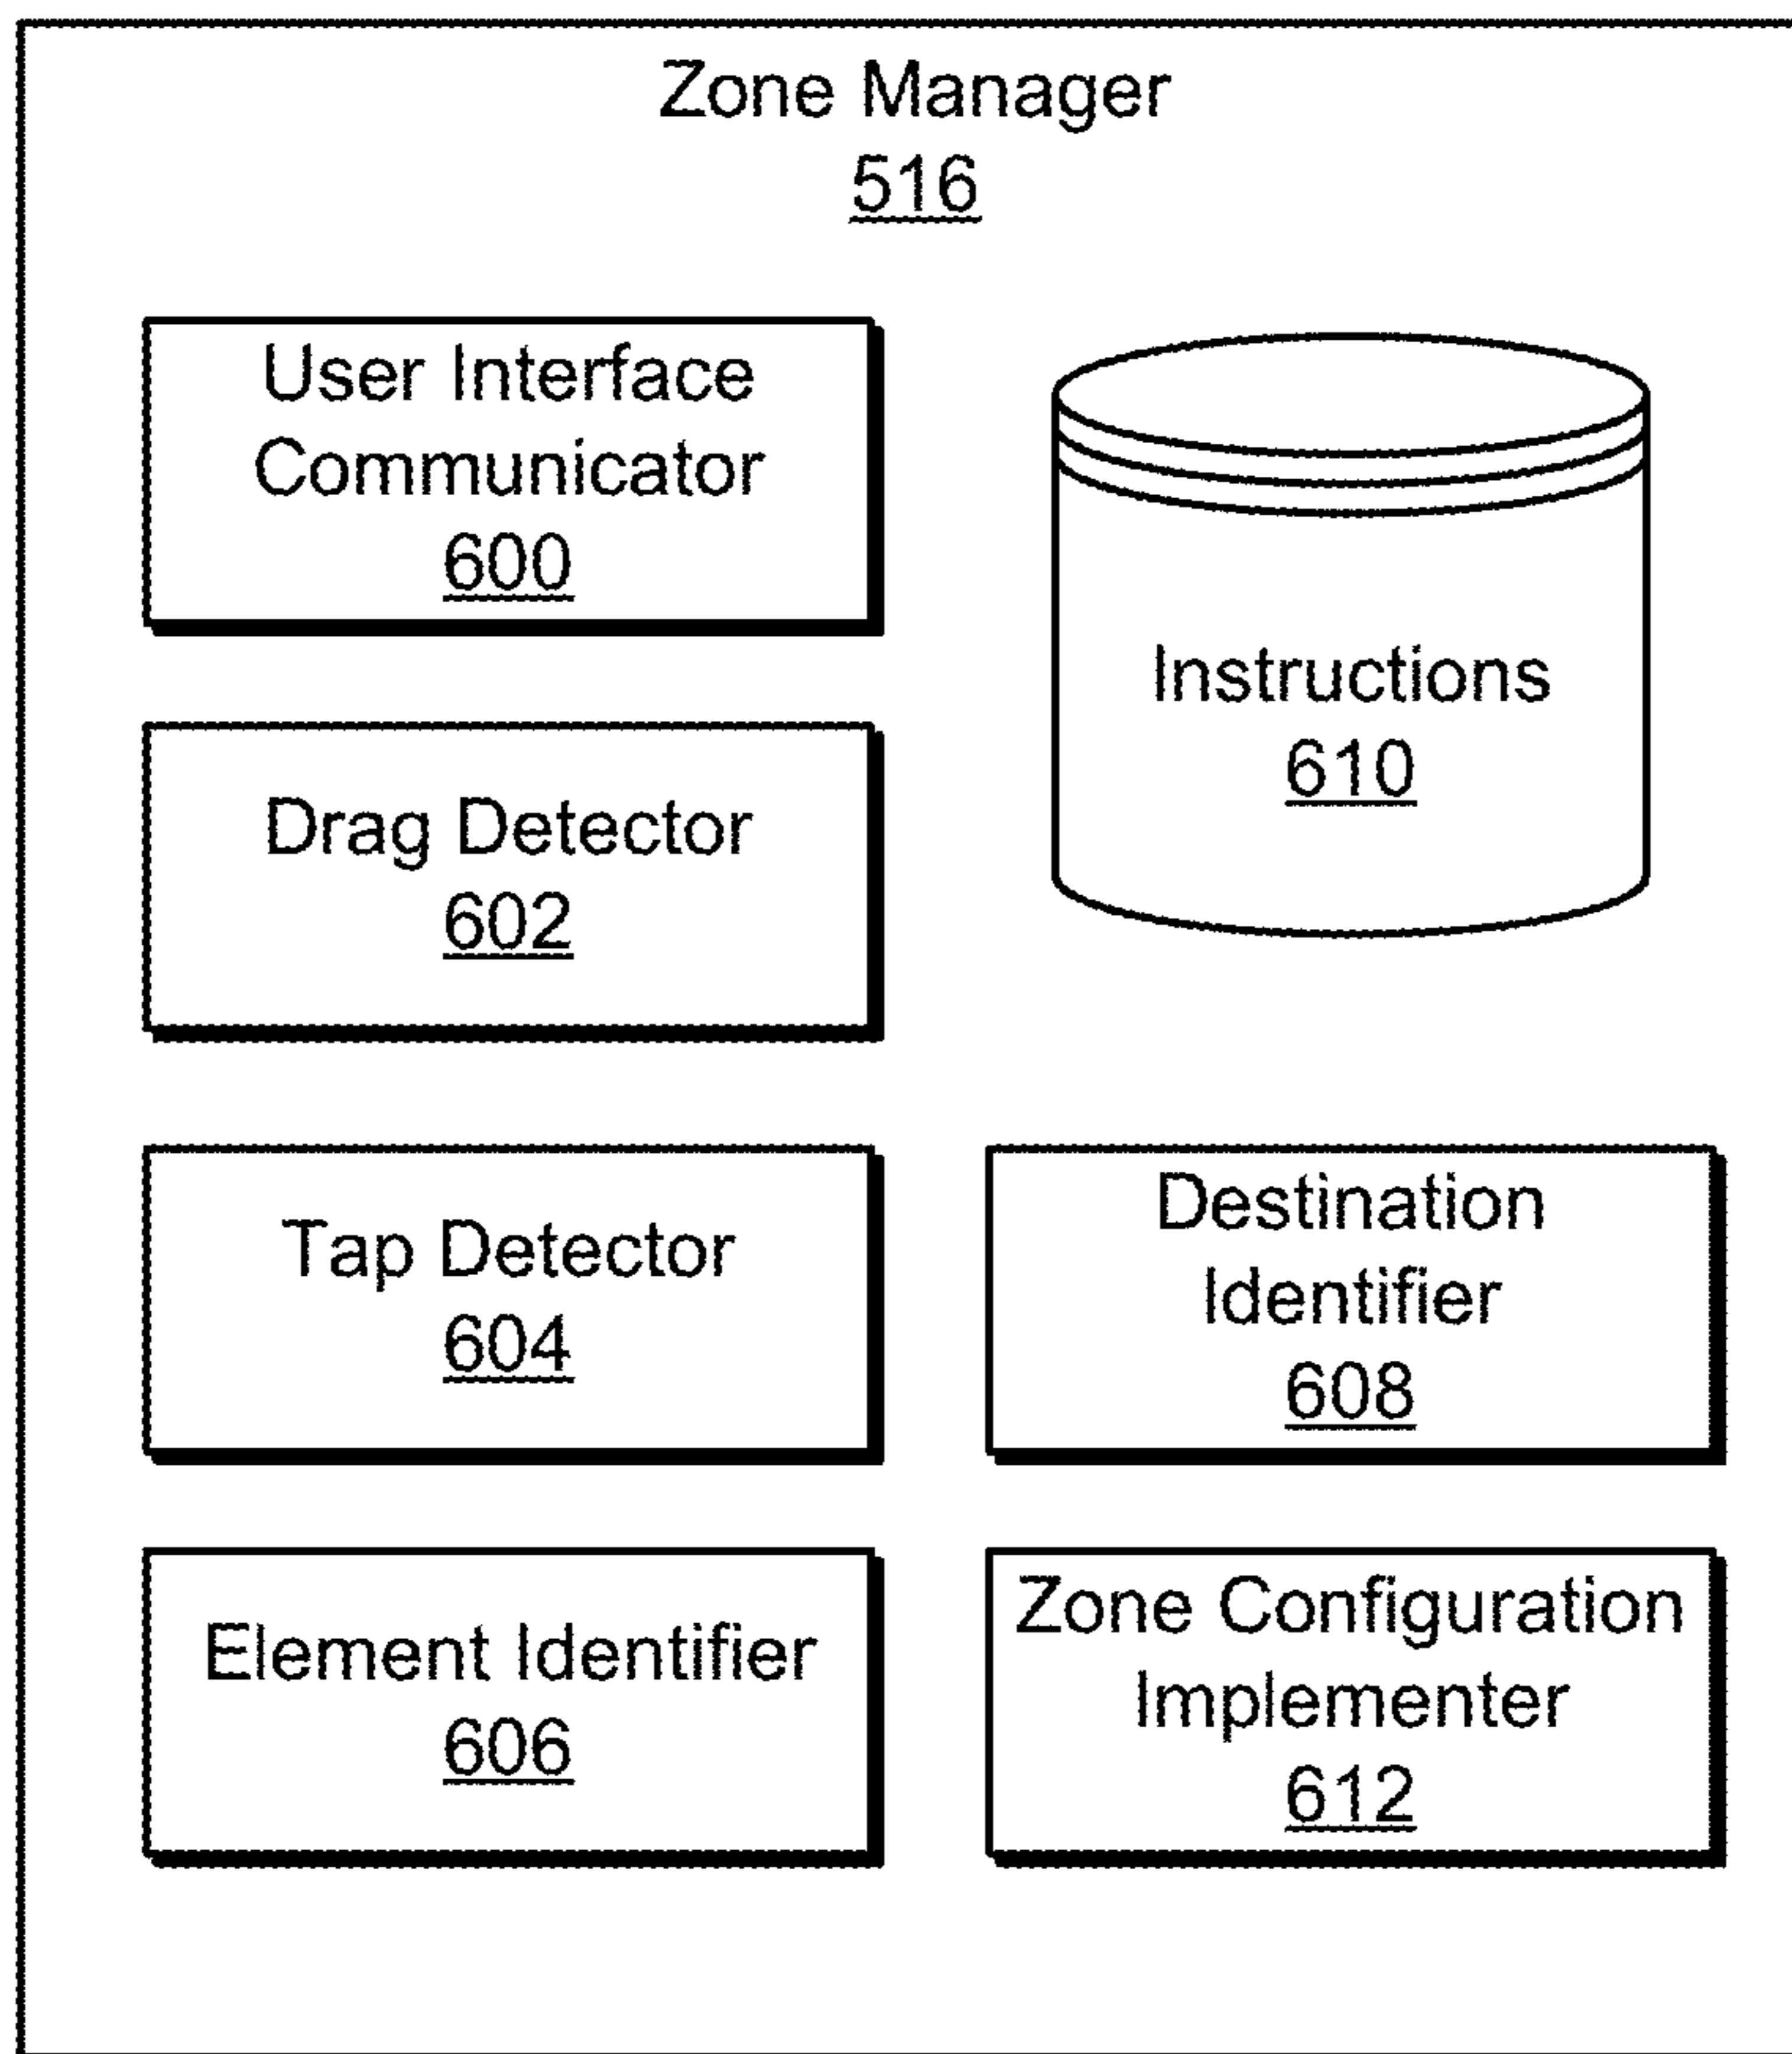 Zone Manager
516
User Interface
Communicator
600
Instructions
610
Drag Detector
602
Tap Detector
604
Destination
Identifier
608
Element Identifier
606
Zone Configuration
Implementer
612